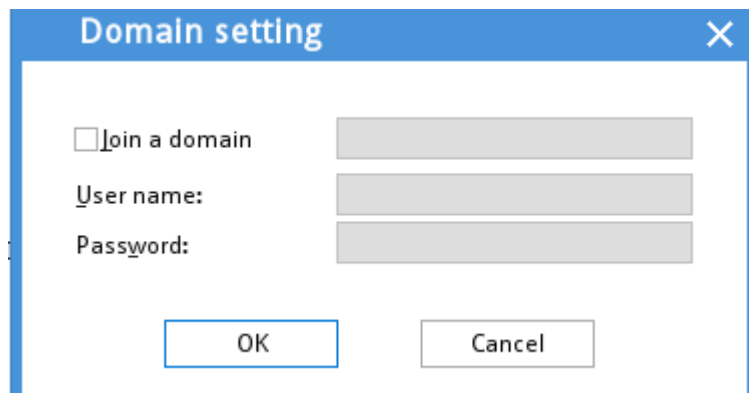 Domain setting
Join a domain
User name:
Password:
OK Cancel